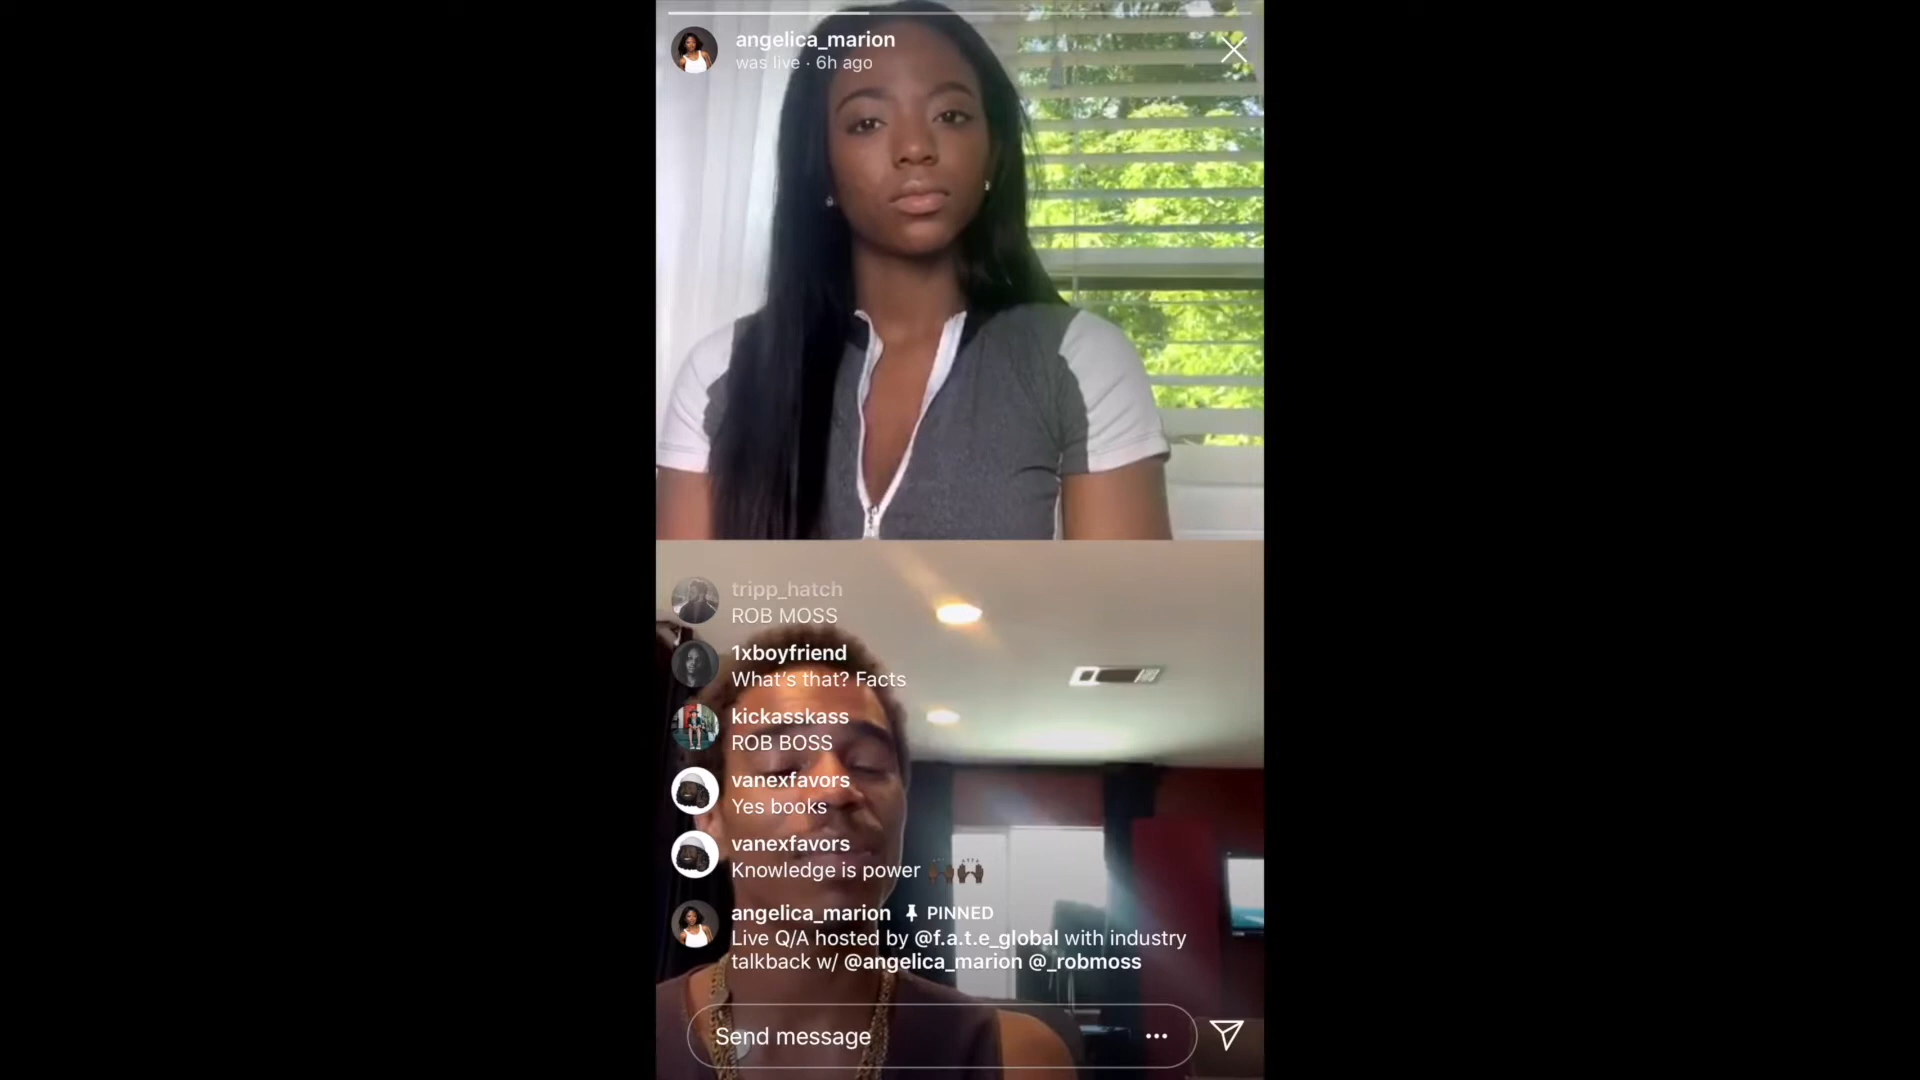 angelica_marion
was live · 6h ago
tripp_hatch
ROB MOSS
1xboyfriend
What's that? Facts
kickasskass
ROB BOSS
vanexfavors
Yes books
vanexfavors
Knowledge is power 🙌🏿🙌🏿
angelica_marion 📌 PINNED
Live Q/A hosted by @f.a.t.e_global with industry
talkback w/ @angelica_marion @_robmoss
Send message